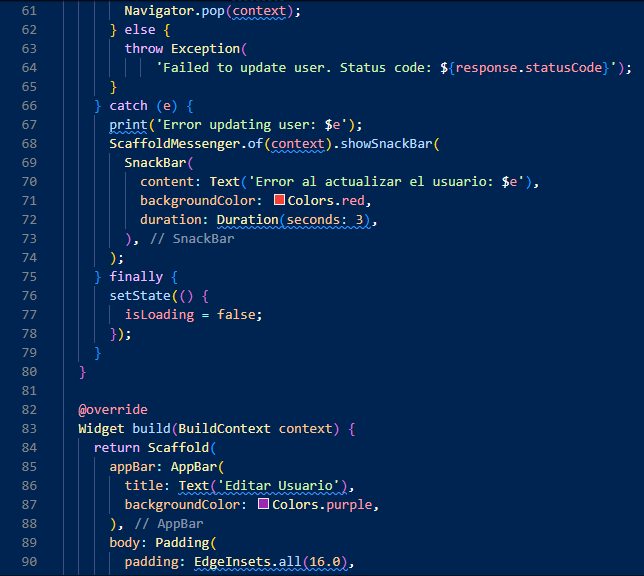 61 Navigator.pop(context);
62 } else {
63 throw Exception(
64 'Failed to update user. Status code: ${response.statusCode}');
65 }
66 } catch (e) {
67 print('Error updating user: $e');
68 ScaffoldMessenger.of(context).showSnackBar(
69 SnackBar(
70 content: Text('Error al actualizar el usuario: $e'),
71 backgroundColor: Colors.red,
72 duration: Duration(seconds: 3),
73 ), // SnackBar
74 );
75 } finally {
76 setState(() {
77 isLoading = false;
78 });
79 }
80 }
81
82 @override
83 Widget build(BuildContext context) {
84 return Scaffold(
85 appBar: AppBar(
86 title: Text('Editar Usuario'),
87 backgroundColor: Colors.purple,
88 ), // AppBar
89 body: Padding(
90 padding: EdgeInsets.all(16.0),